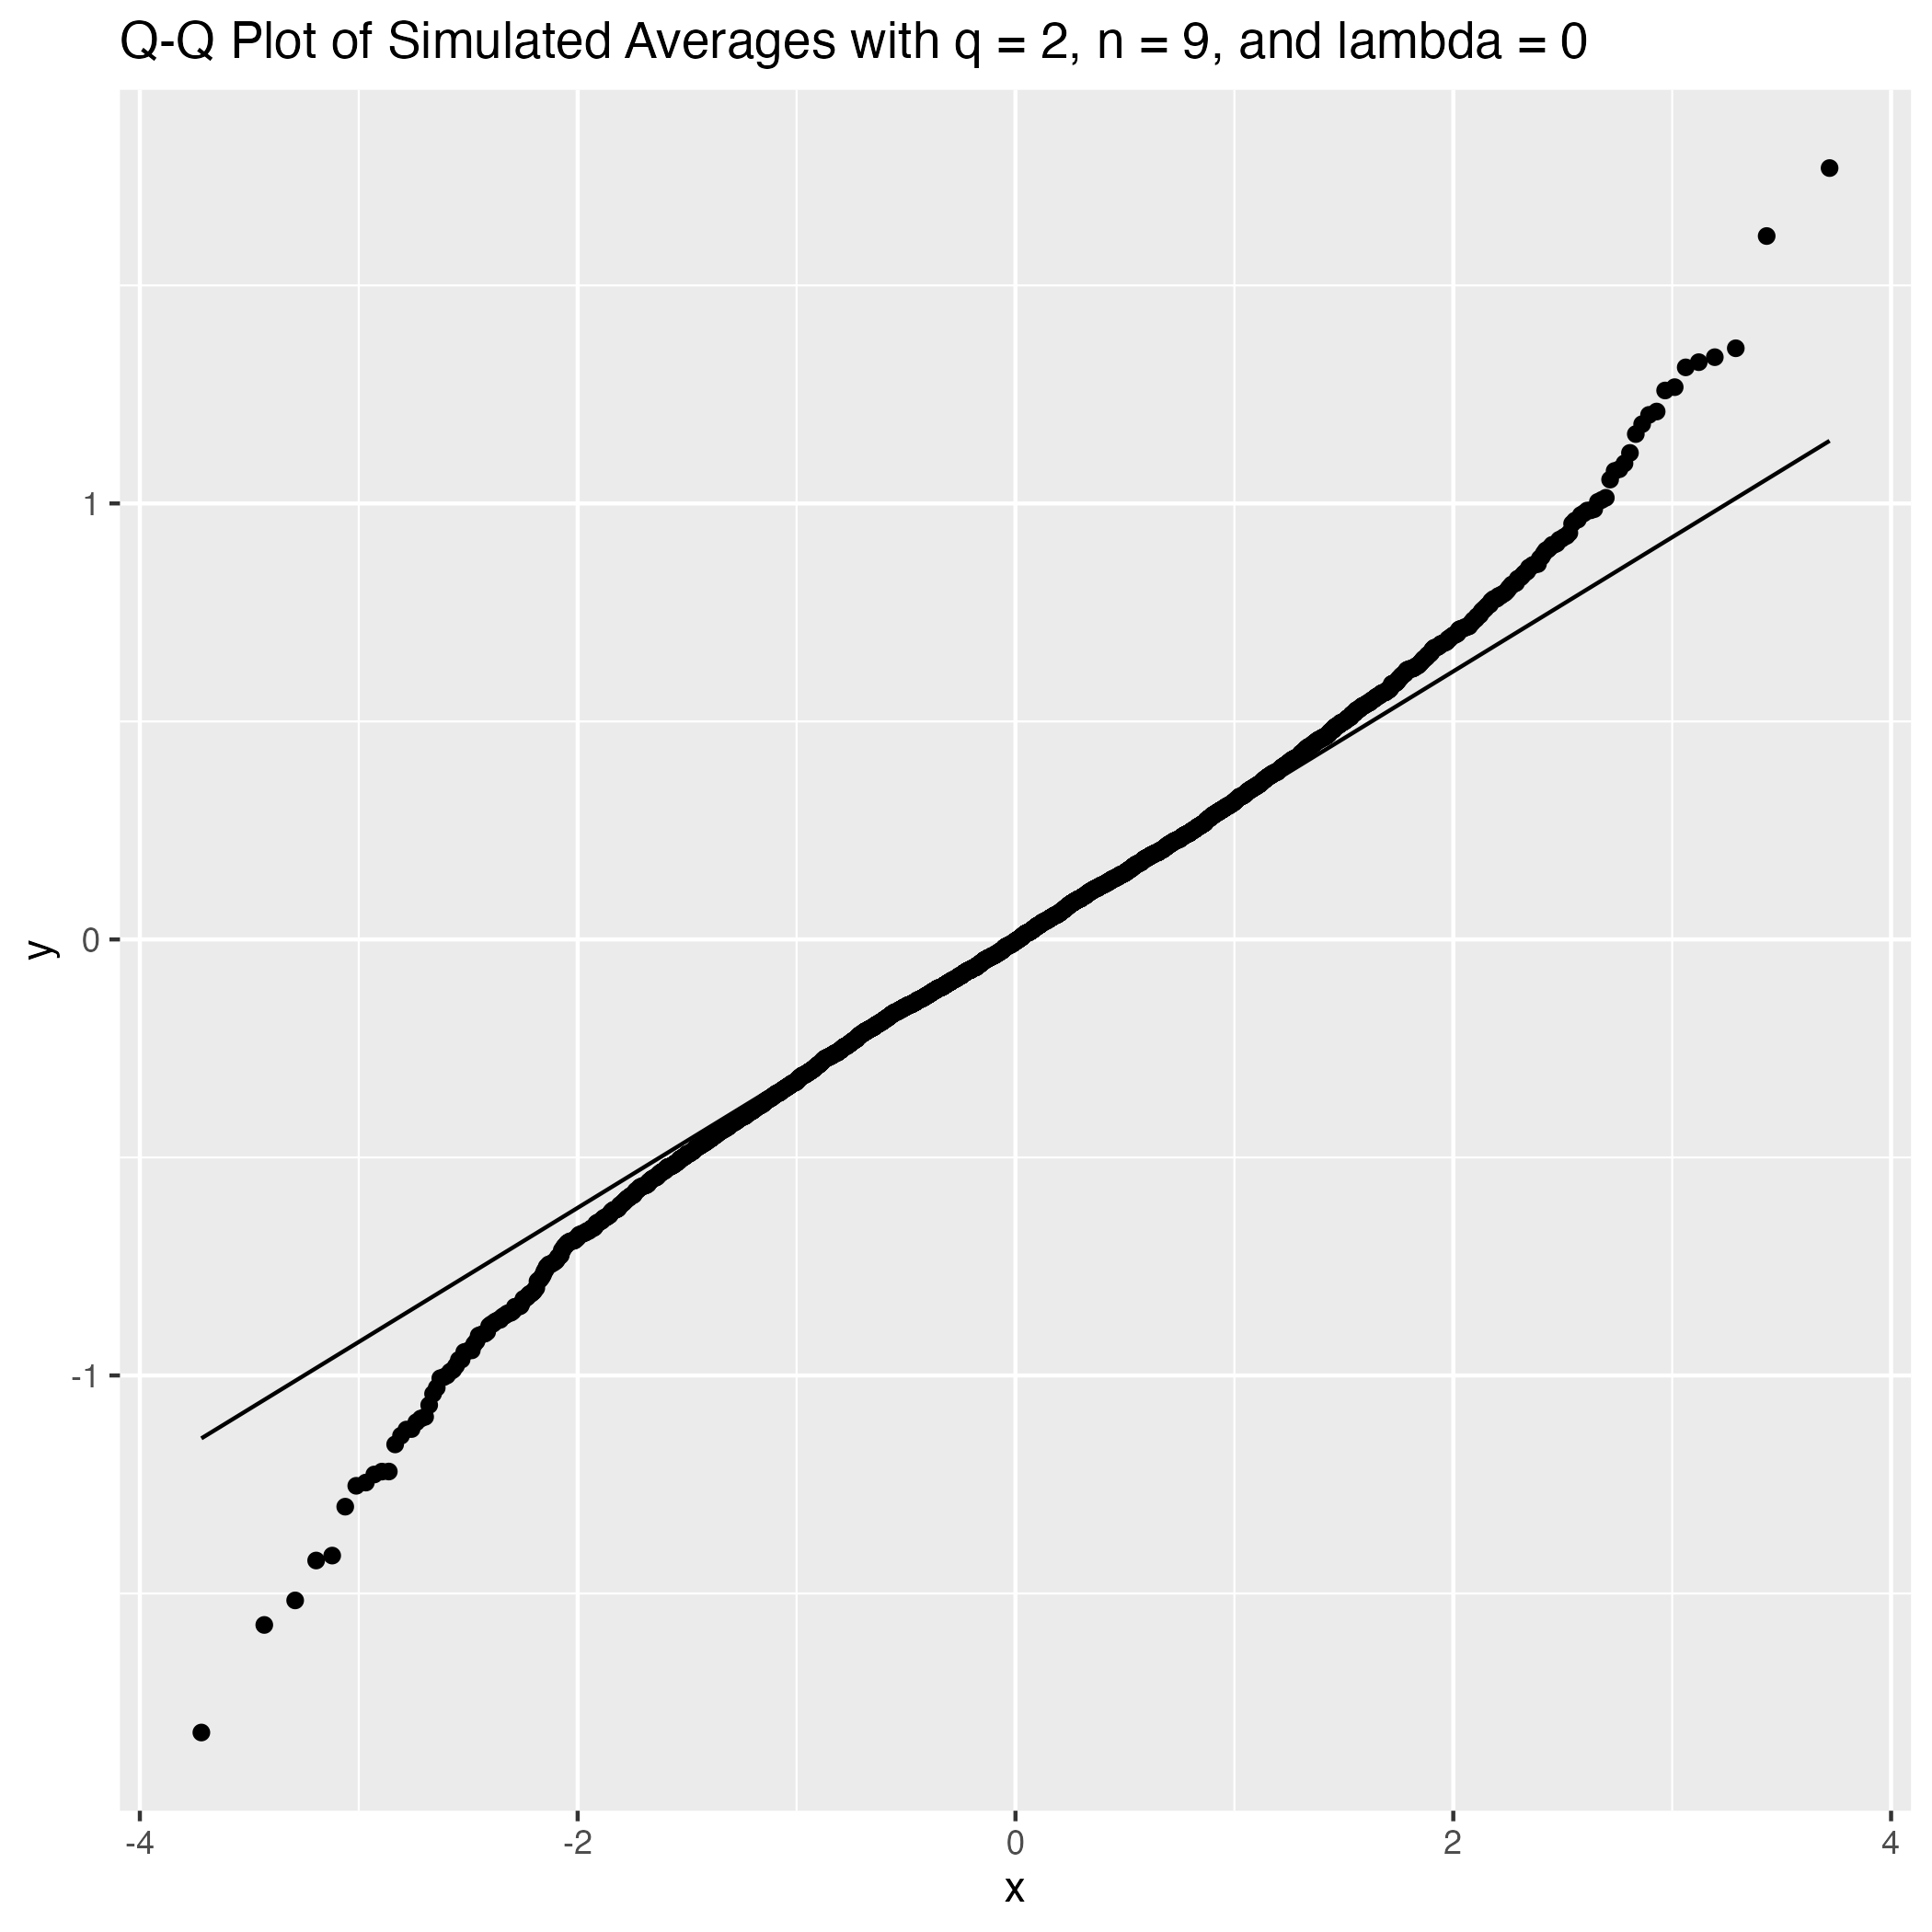 Q-Q Plot of Simulated Averages with q = 2, n = 9, and lambda = 0
y
1
0
-1
-4
-2
0
2
4
x